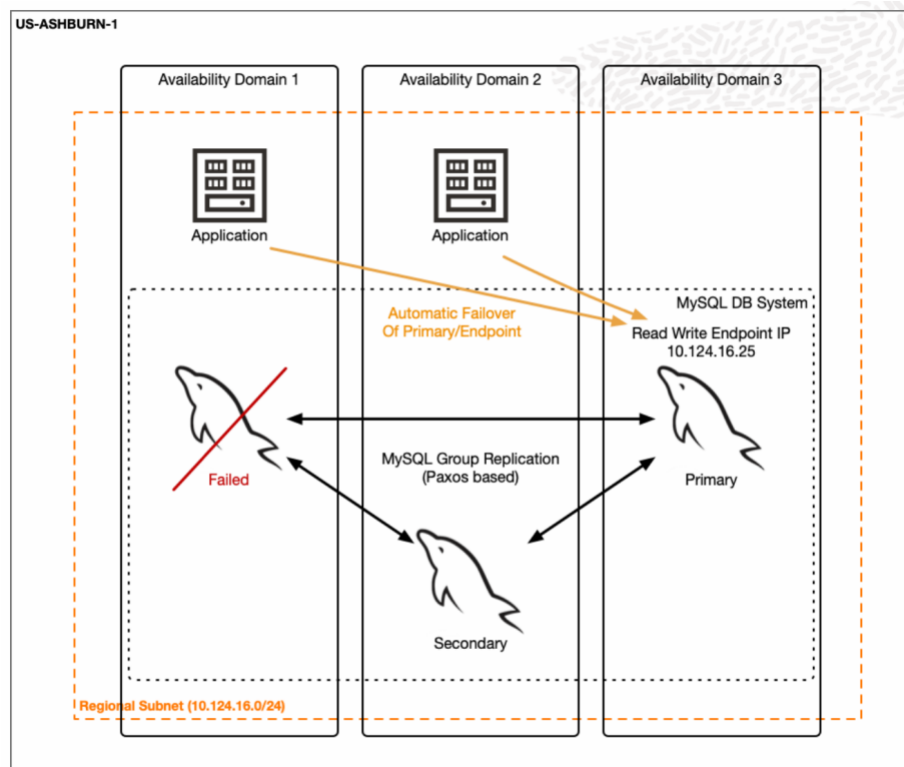 US-ASHBURN-1
Availability Domain 1
Availability Domain 2
Availability Domain 3
Application
Application
MySQL DB System
Automatic Failover
Of Primary/Endpoint
Read Write Endpoint IP
10.124.16.25
MySQL Group Replication
(Paxos based)
Failed
Primary
Secondary
Regional Subnet (10.124.16.0/24)